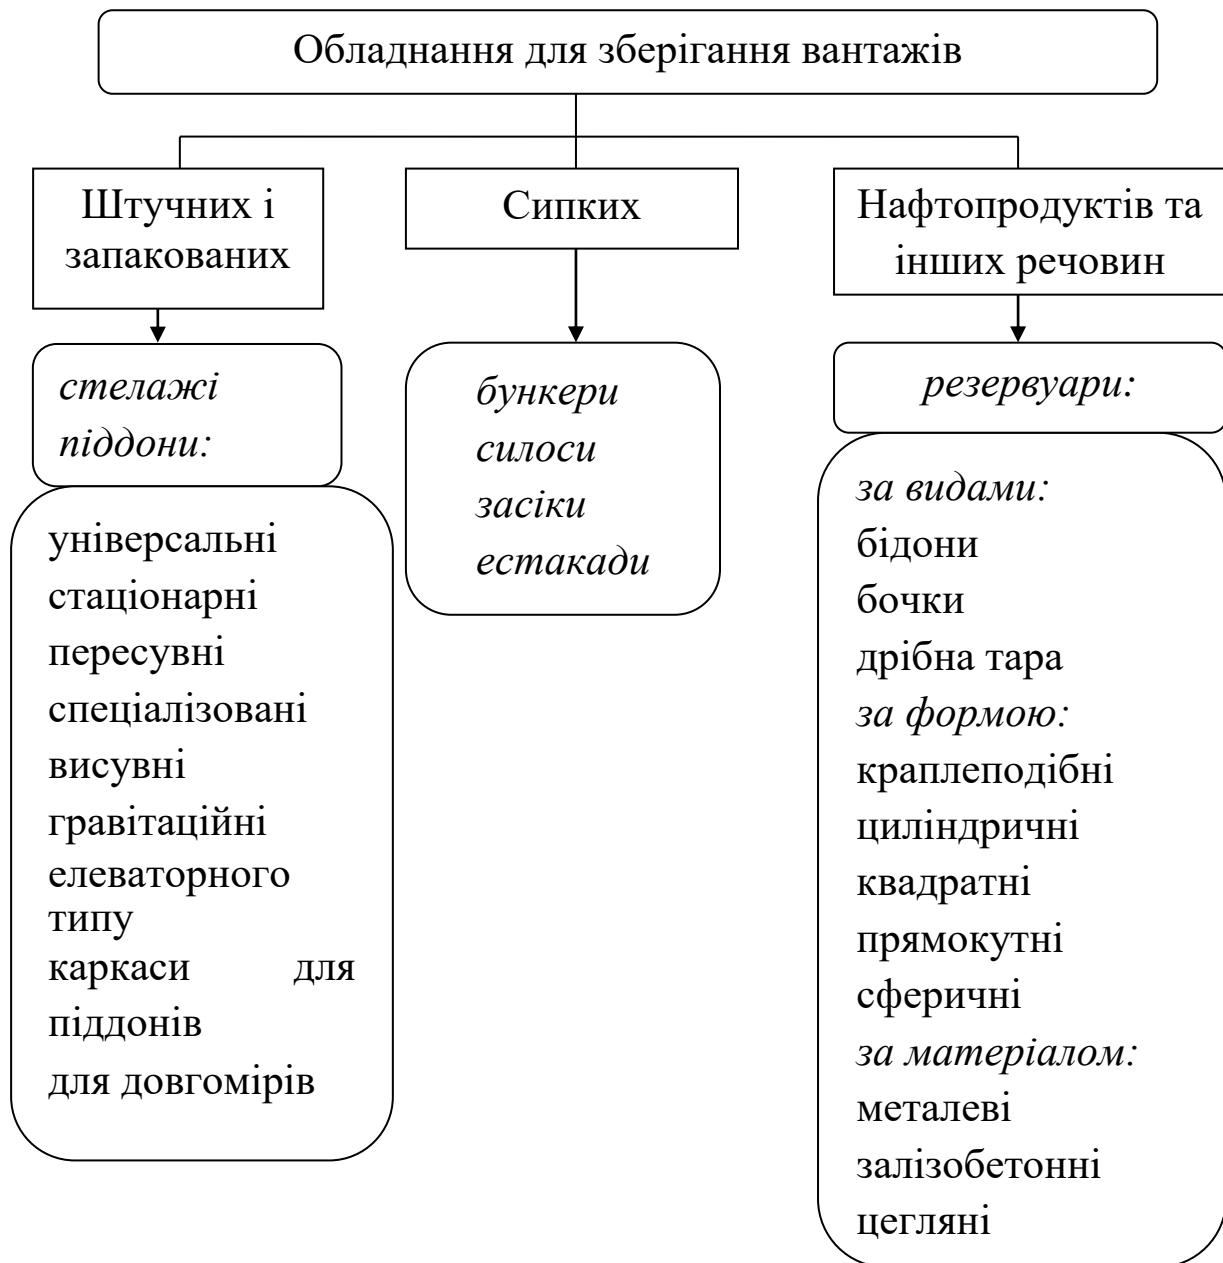 Обладнання для зберігання вантажів
Штучних і
запакованих
стелажі
піддони:
універсальні
стаціонарні
пересувні
спеціалізовані
висувні
гравітаційні
елеваторного
типу
каркаси для
піддонів
для довгомірів
Сипких
бункери
силоси
засіки
естакади
Нафтопродуктів та
інших речовин
резервуари:
за видами:
бідони
бочки
дрібна тара
за формою:
краплеподібні
циліндричні
квадратні
прямокутні
сферичні
за матеріалом:
металеві
залізобетонні
цегляні